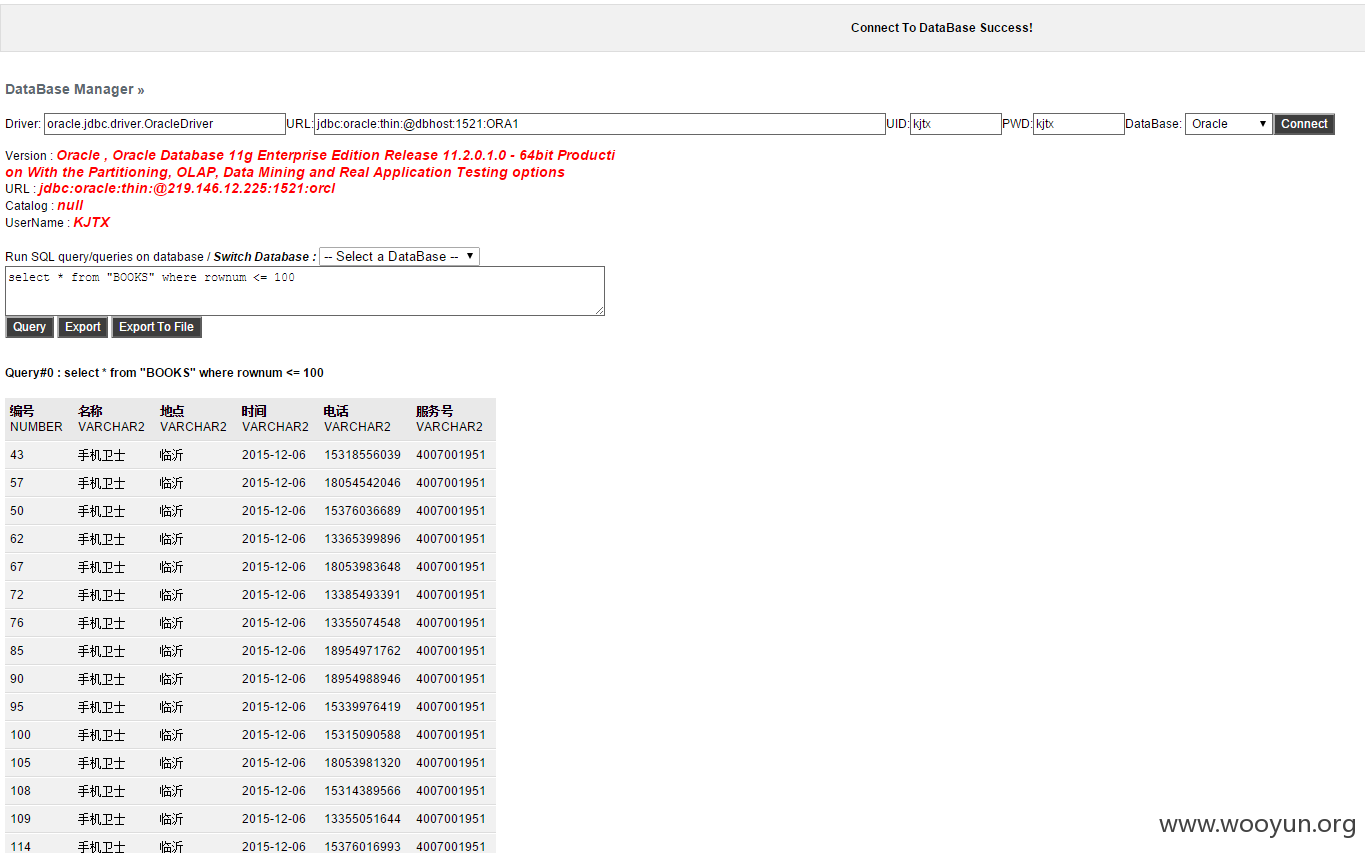 Connect To DataBase Success!
DataBase Manager »
Driver: oracle.jdbc.driver.OracleDriver URL: jdbc:oracle:thin:@dbhost:1521:ORA1 UID: kjtx PWD: kjtx DataBase: Oracle Connect
Version : Oracle , Oracle Database 11g Enterprise Edition Release 11.2.0.1.0 - 64bit Producti
on With the Partitioning, OLAP, Data Mining and Real Application Testing options
URL : jdbc:oracle:thin:@219.146.12.225:1521:orcl
Catalog : null
UserName : KJTX
Run SQL query/queries on database / Switch Database : -- Select a DataBase --
select * from "BOOKS" where rownum <= 100
Query Export Export To File
Query#0 : select * from "BOOKS" where rownum <= 100
编号 名称 地点 时间 电话 服务号
NUMBER VARCHAR2 VARCHAR2 VARCHAR2 VARCHAR2 VARCHAR2
43 手机卫士 临沂 2015-12-06 15318556039 4007001951
57 手机卫士 临沂 2015-12-06 18054542046 4007001951
50 手机卫士 临沂 2015-12-06 15376036689 4007001951
62 手机卫士 临沂 2015-12-06 13365399896 4007001951
67 手机卫士 临沂 2015-12-06 18053983648 4007001951
72 手机卫士 临沂 2015-12-06 13385493391 4007001951
76 手机卫士 临沂 2015-12-06 13355074548 4007001951
85 手机卫士 临沂 2015-12-06 18954971762 4007001951
90 手机卫士 临沂 2015-12-06 18954988946 4007001951
95 手机卫士 临沂 2015-12-06 15339976419 4007001951
100 手机卫士 临沂 2015-12-06 15315090588 4007001951
105 手机卫士 临沂 2015-12-06 18053981320 4007001951
108 手机卫士 临沂 2015-12-06 15314389566 4007001951
109 手机卫士 临沂 2015-12-06 13355051644 4007001951
114 手机卫士 临沂 2015-12-06 15376016993 4007001951
www.wooyun.org